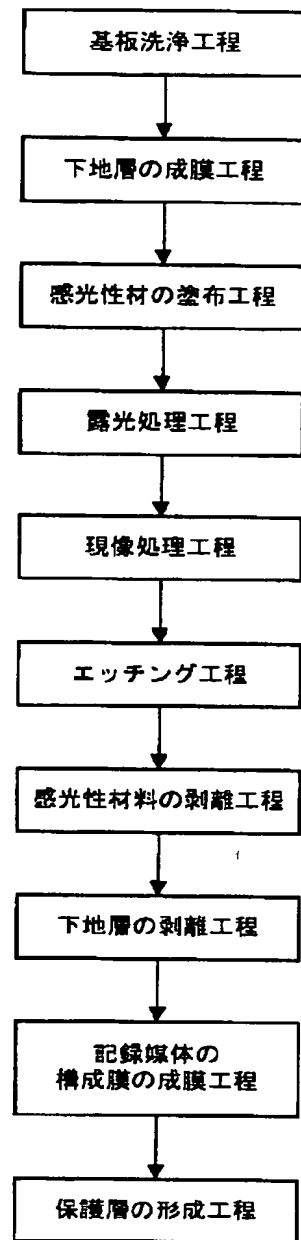 基板洗浄工程
下地層の成膜工程
感光性材の塗布工程
露光処理工程
現像処理工程
エッチング工程
感光性材料の剥離工程
下地層の剥離工程
記録媒体の
構成膜の成膜工程
保護層の形成工程